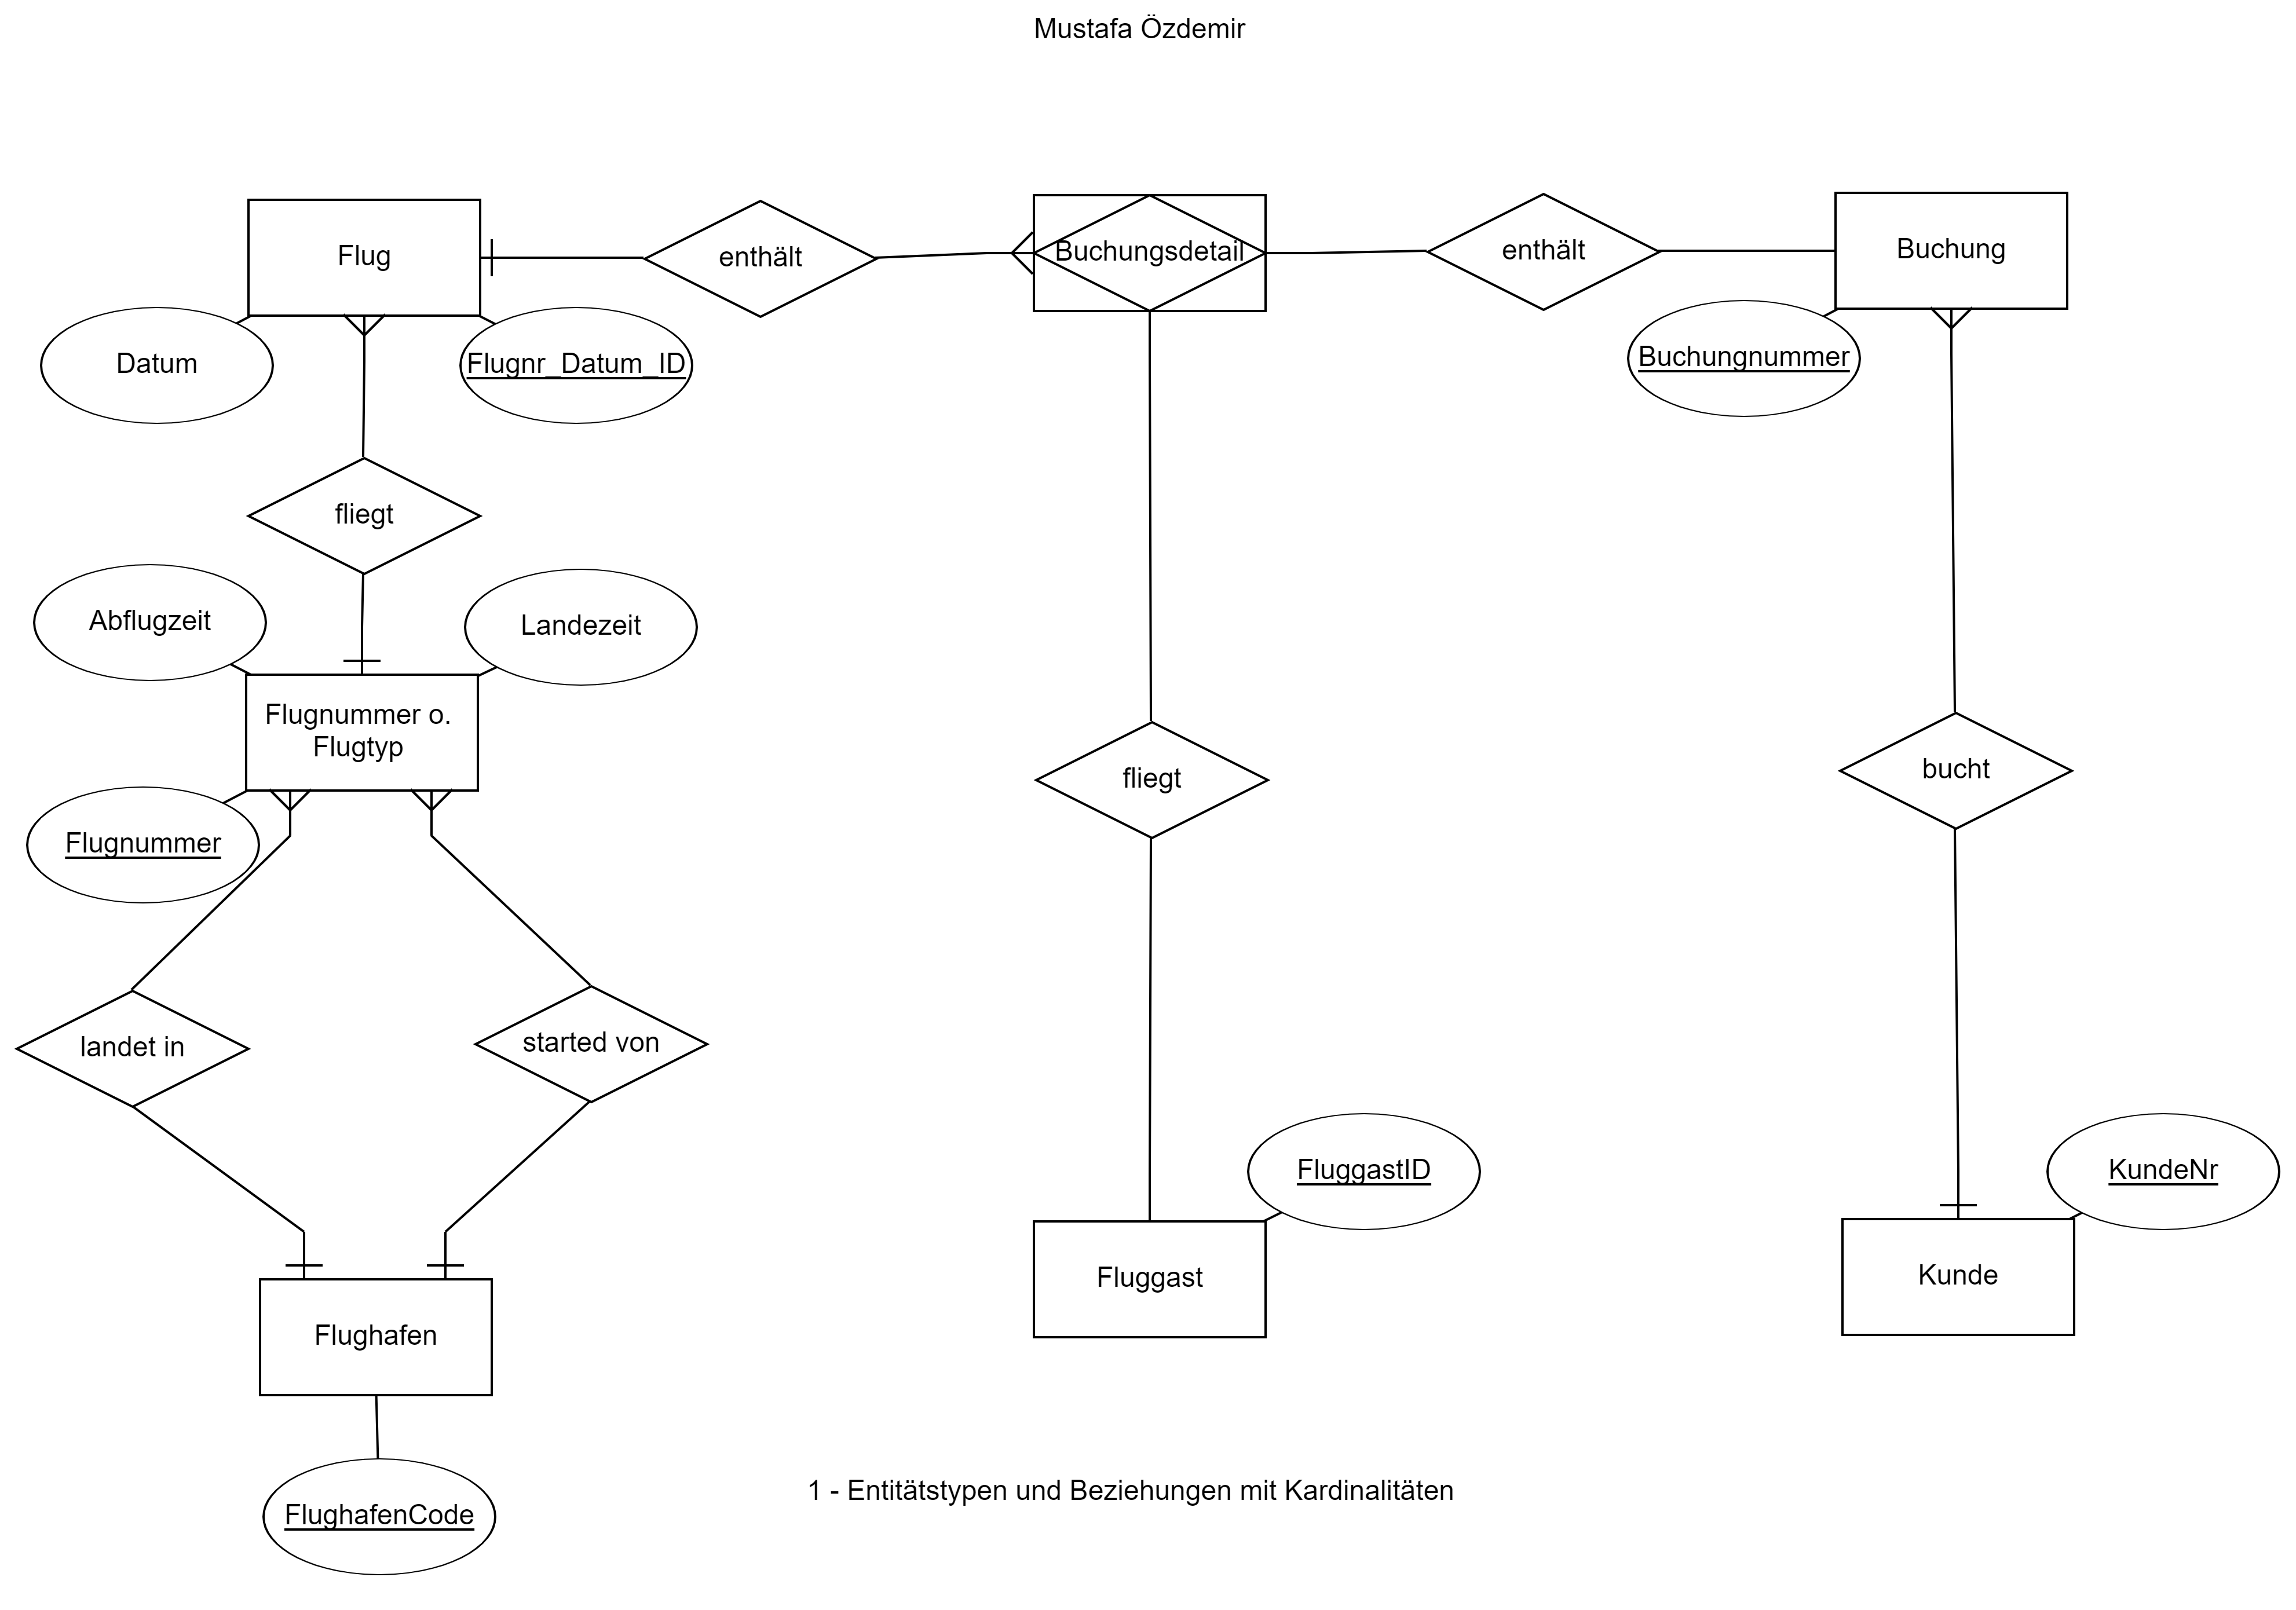 Mustafa Özdemir
Flug
enthält
Buchungsdetail
enthält
Buchung
Datum
Flugnr_Datum_ID
Buchungnummer
fliegt
Abflugzeit
Landezeit
Flugnummer o.
Flugtyp
fliegt
bucht
Flugnummer
landet in
started von
FluggastID
KundeNr
Fluggast
Kunde
Flughafen
1 - Entitätstypen und Beziehungen mit Kardinalitäten
FlughafenCode